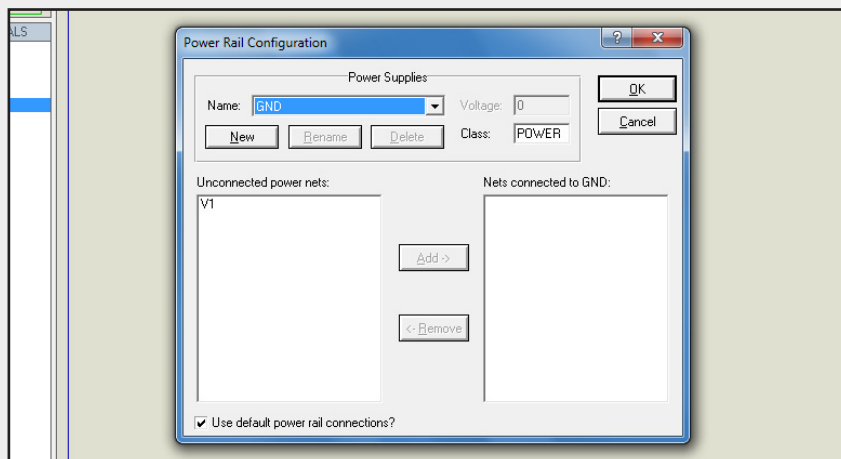 ALS
Power Rail Configuration
?
Power Supplies
Name: GND Voltage: 0
New Rename Delete Class: POWER
OK
Cancel
Unconnected power nets: Nets connected to GND:
V1
Add ->
<- Remove
Use default power rail connections?